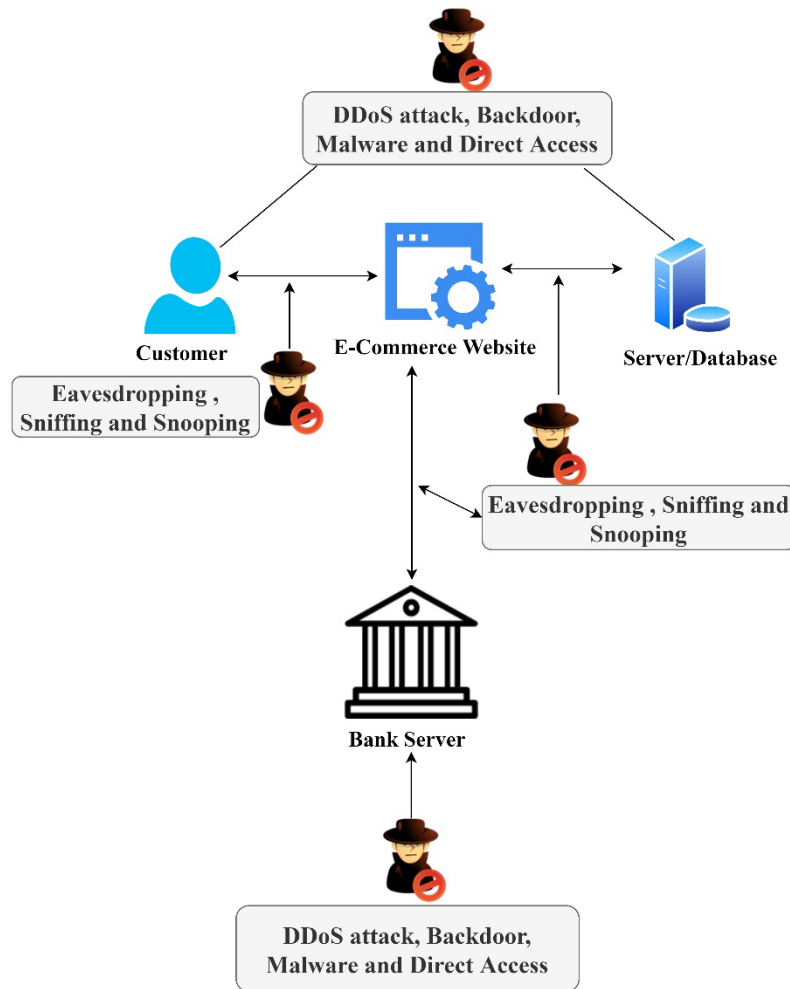 DDoS attack, Backdoor,
Malware and Direct Access
Customer
E-Commerce Website
Server/Database
Eavesdropping ,
Sniffing and Snooping
Eavesdropping , Sniffing and
Snooping
Bank Server
DDoS attack, Backdoor,
Malware and Direct Access